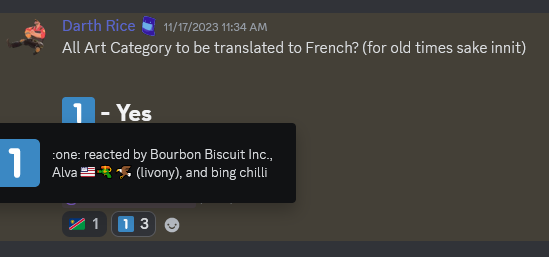 Darth Rice 11/17/2023 11:34 AM
All Art Category to be translated to French? (for old times sake innit)
1 - Yes
1
:one: reacted by Bourbon Biscuit Inc.,
Alva 🇱🇷🦜🦅 (livony), and bing chilli
🇳🇦 1 1 3